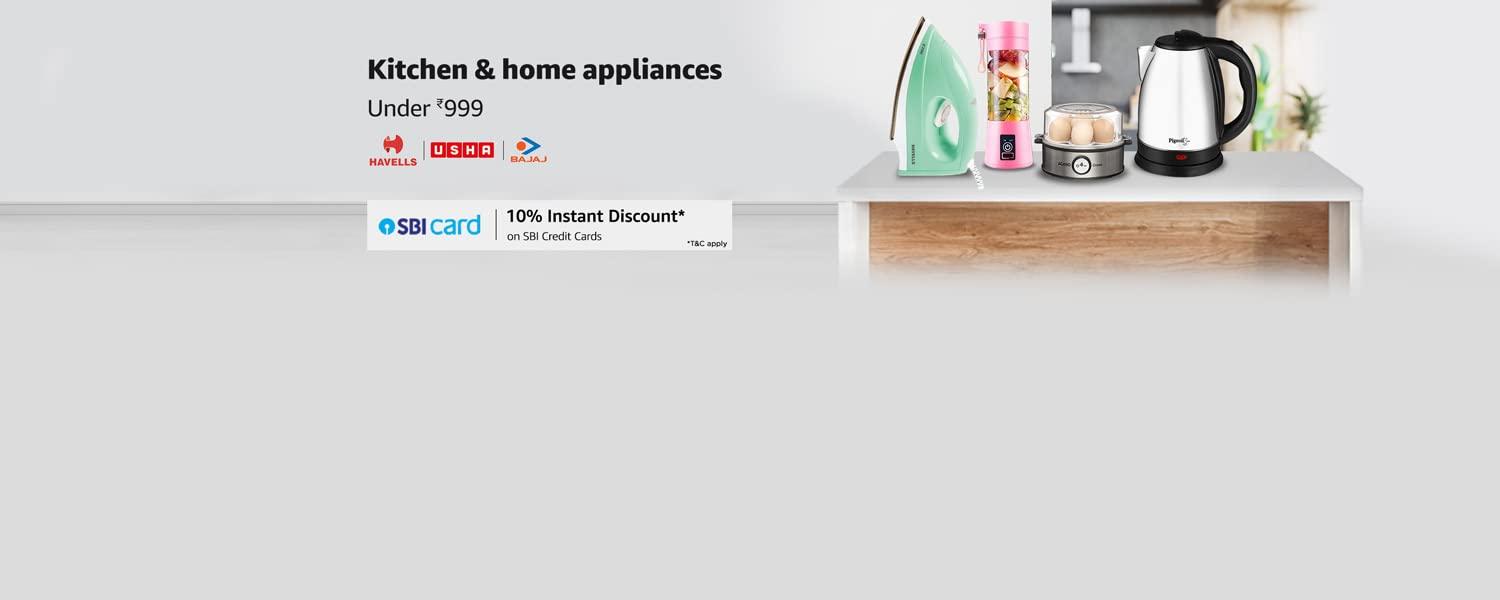 Kitchen & home appliances
Under ₹999
HAVELLS
USHA
BAJAJ
SBI card
10% Instant Discount*
on SBI Credit Cards
*T&C apply
HAVELLS
Pigeon